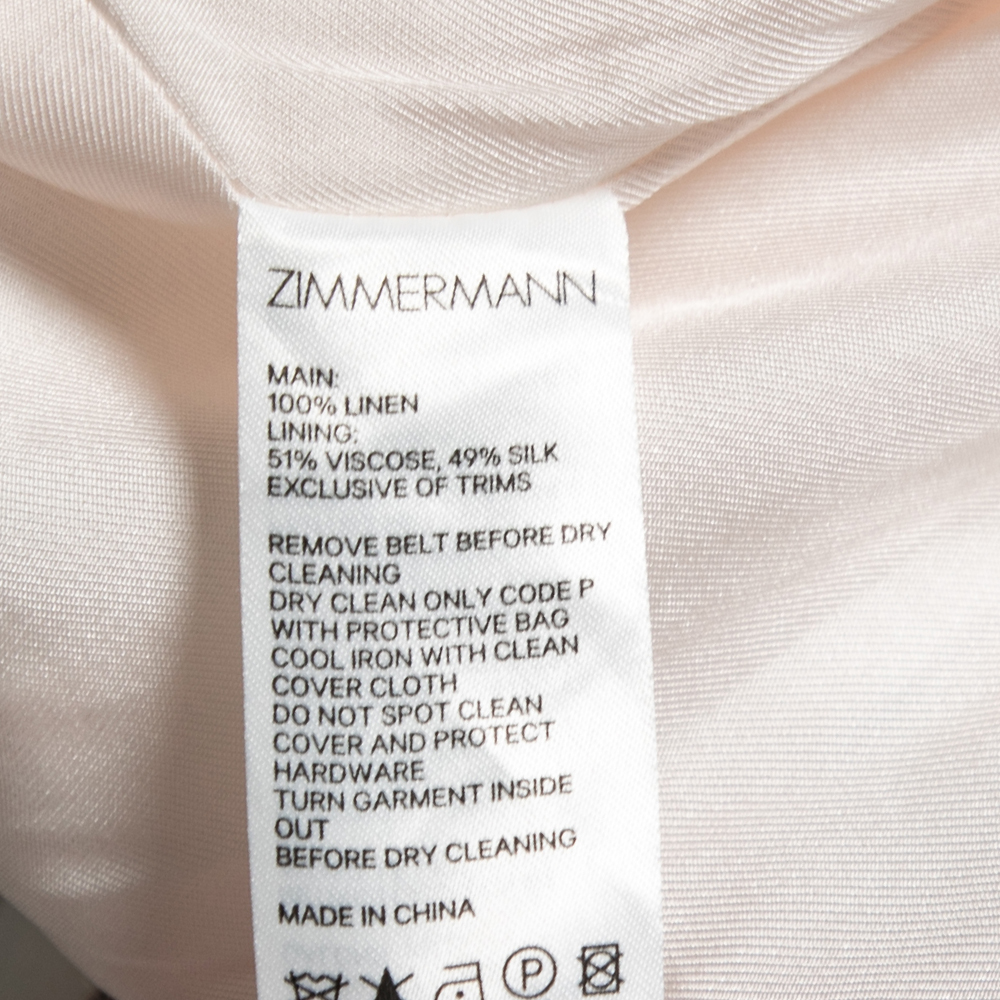 ZIMMERMANN
MAIN:
100% LINEN
LINING:
51% VISCOSE, 49% SILK
EXCLUSIVE OF TRIMS
REMOVE BELT BEFORE DRY
CLEANING
DRY CLEAN ONLY CODE P
WITH PROTECTIVE BAG
COOL IRON WITH CLEAN
COVER CLOTH
DO NOT SPOT CLEAN
COVER AND PROTECT
HARDWARE
TURN GARMENT INSIDE
OUT
BEFORE DRY CLEANING
MADE IN CHINA
P